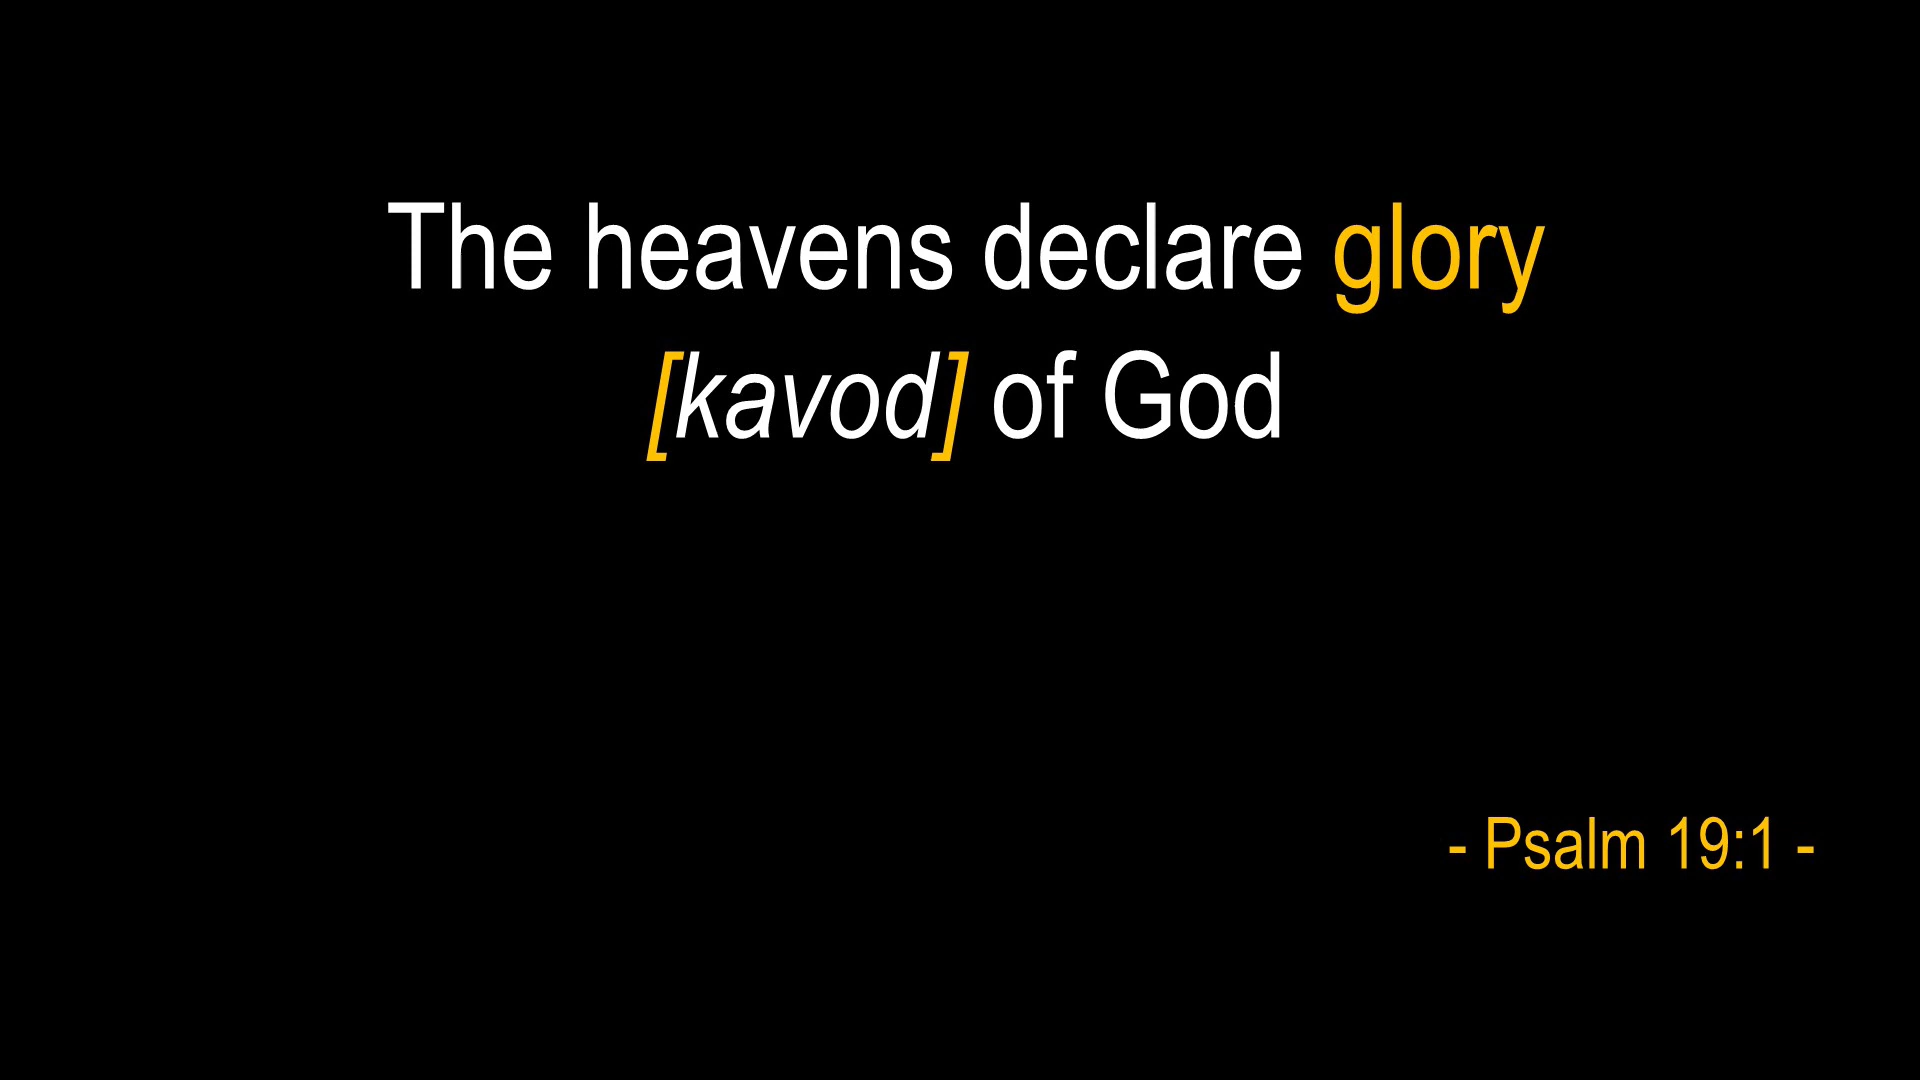 The heavens declare glory
[kavod] of God
- Psalm 19:1 -